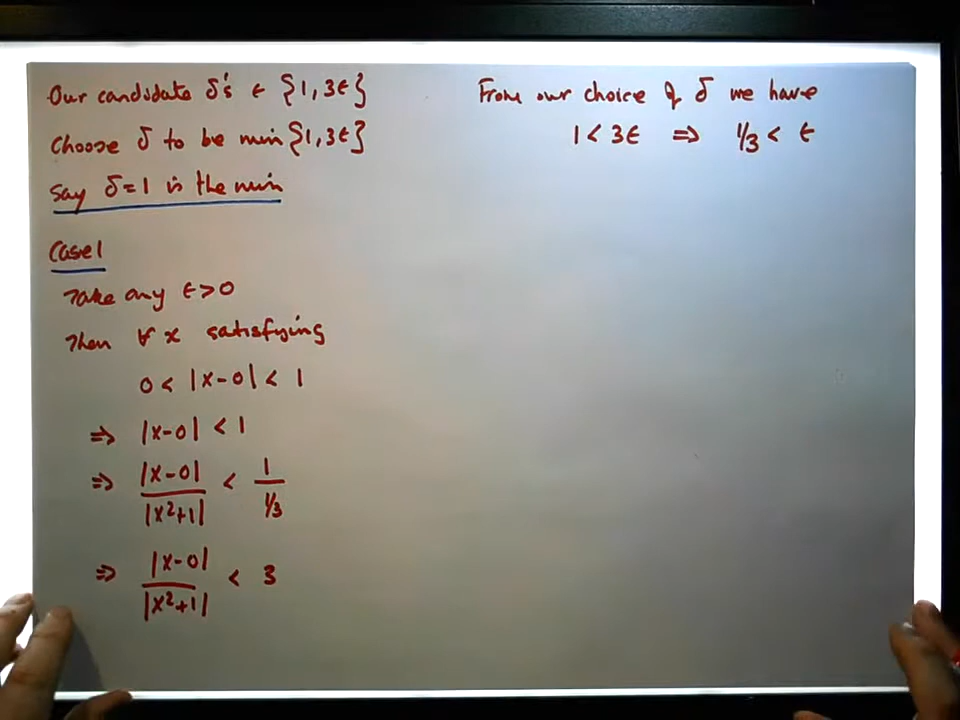 Our candidate δ's ϵ {1, 3ϵ}
Choose δ to be min{1, 3ϵ}
Say δ=1 is the min
Case 1
Take any ϵ>0
Then ∀ x satisfying
0 < |x-0| < 1
⇒ |x-0| < 1
⇒ |x-0| / |x²+1| < 1 / 1/3
⇒ |x-0| / |x²+1| < 3
From our choice of δ we have
1 < 3ϵ ⇒ 1/3 < ϵ